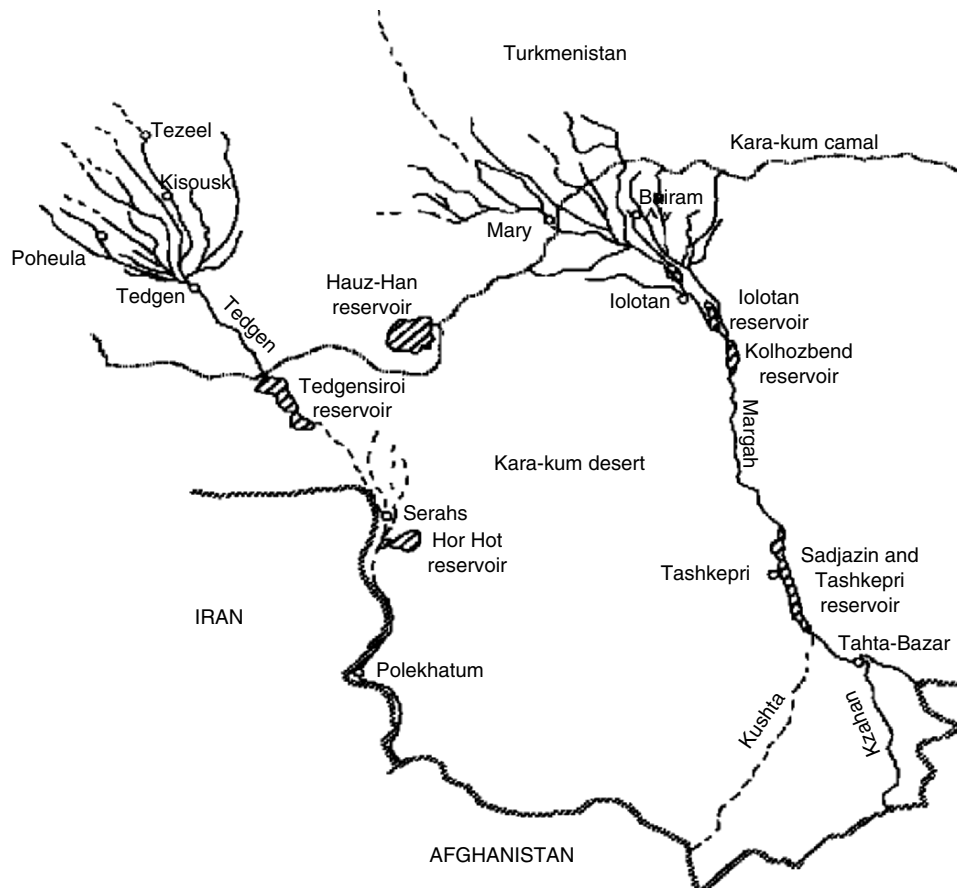 Turkmenistan
Tezeel
Kara-kum camal
Kisouski
Bniram
Mary
Poheula
Tedgen
Hauz-Han
reservoir
Iolotan
Iolotan
reservoir
Tedgen
Kolhozbend
reservoir
Tedgensiroi
reservoir
Margah
Kara-kum desert
Serahs
Hor Hot
reservoir
Tashkepri
Sadjazin and
Tashkepri
reservoir
IRAN
Tahta-Bazar
Polekhatum
Kushta
Kzahan
AFGHANISTAN